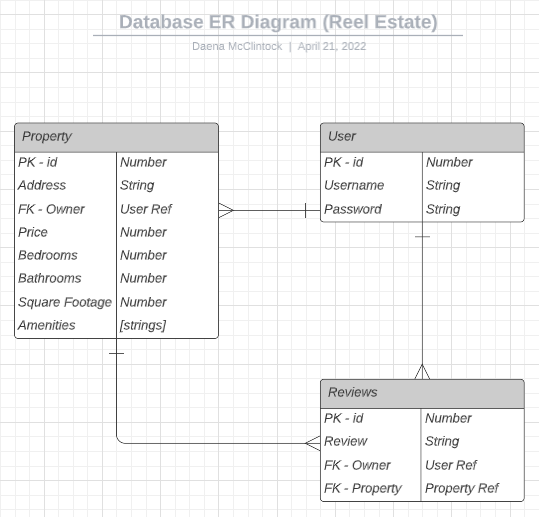 Database ER Diagram (Reel Estate)
Daena McClintock | April 21, 2022
Property
PK - id Number
Address String
FK - Owner User Ref
Price Number
Bedrooms Number
Bathrooms Number
Square Footage Number
Amenities [strings]
User
PK - id Number
Username String
Password String
Reviews
PK - id Number
Review String
FK - Owner User Ref
FK - Property Property Ref